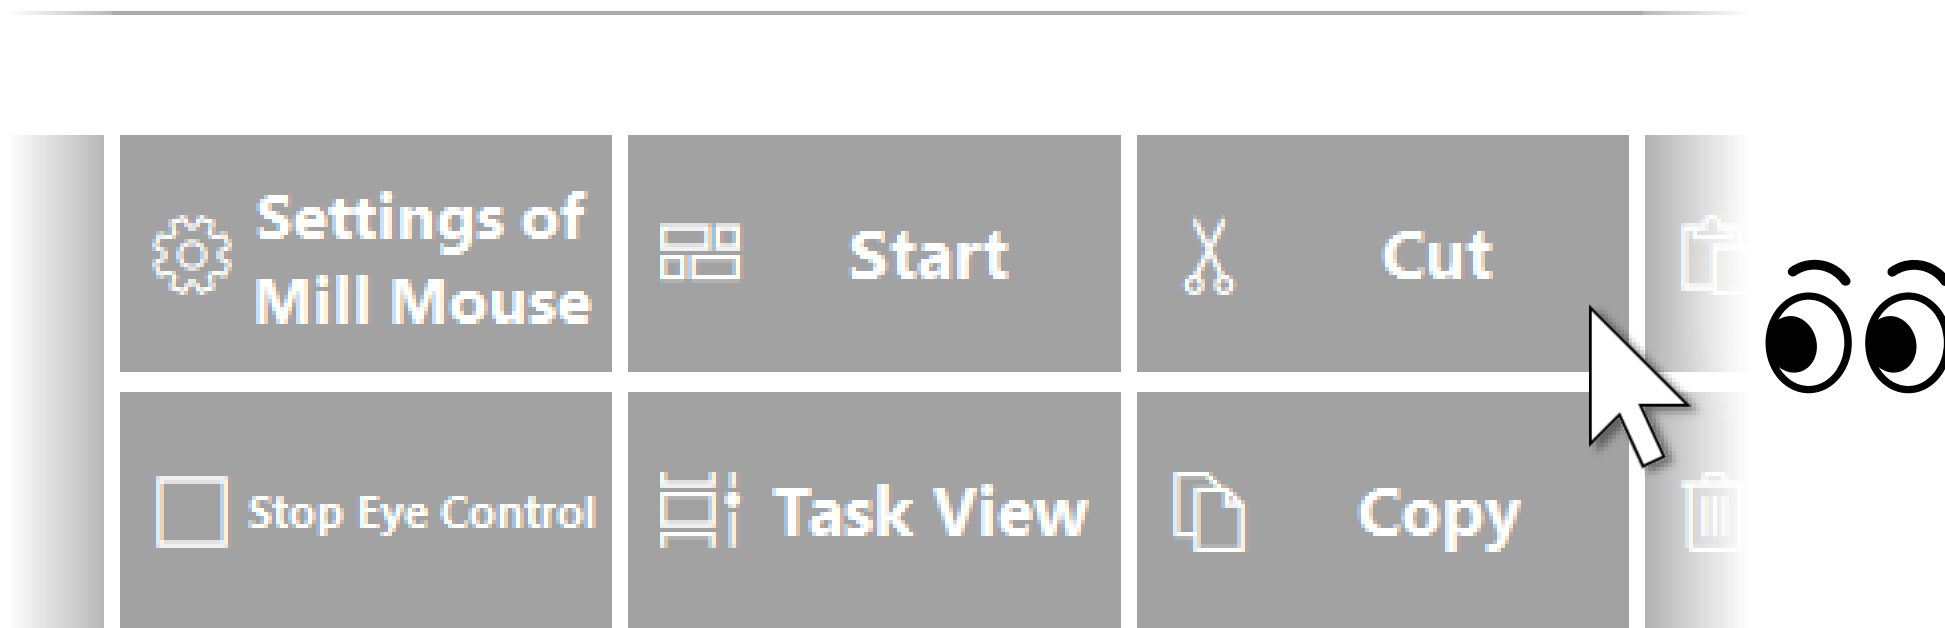 Settings of
Mill Mouse
Start
Cut
Stop Eye Control
Task View
Copy